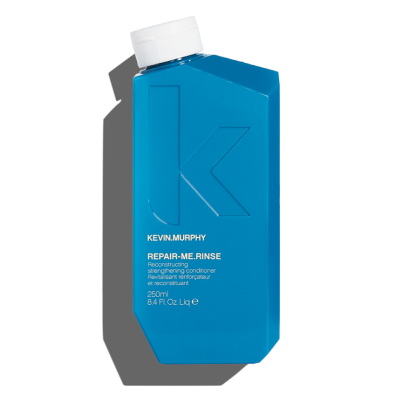 K
KEVIN.MURPHY
REPAIR-ME.RINSE
Reconstructing
strengthening conditioner
Revitalisant renforçateur
et reconstituant
250ml
8.4 Fl. Oz. Liq ℮